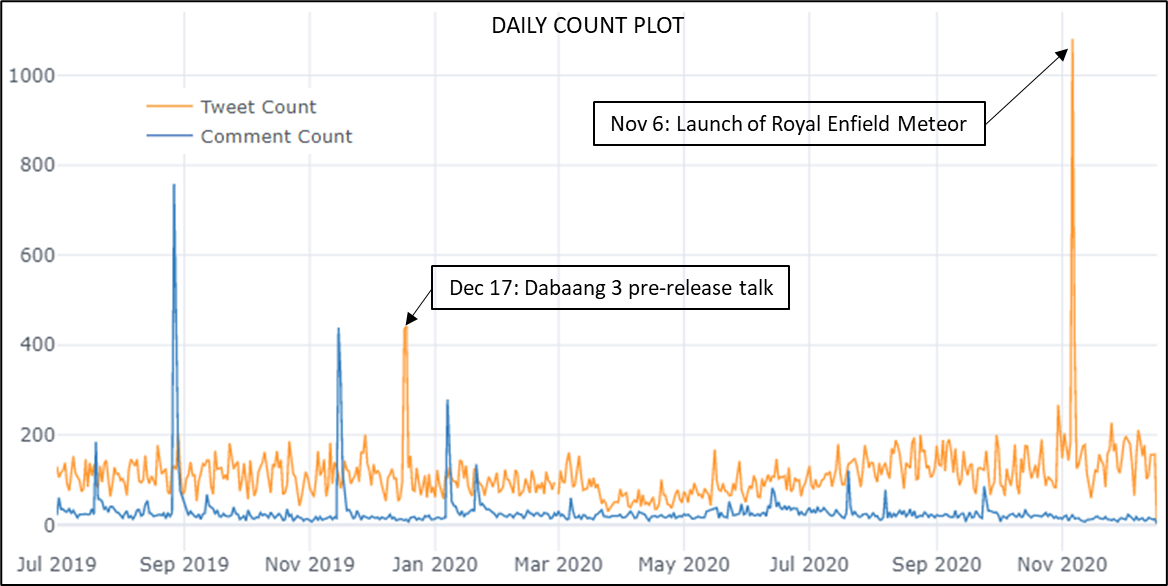 DAILY COUNT PLOT
1000
800
600
400
200
0
Tweet Count
Comment Count
Nov 6: Launch of Royal Enfield Meteor
Dec 17: Dabaang 3 pre-release talk
Jul 2019 Sep 2019 Nov 2019 Jan 2020 Mar 2020 May 2020 Jul 2020 Sep 2020 Nov 2020